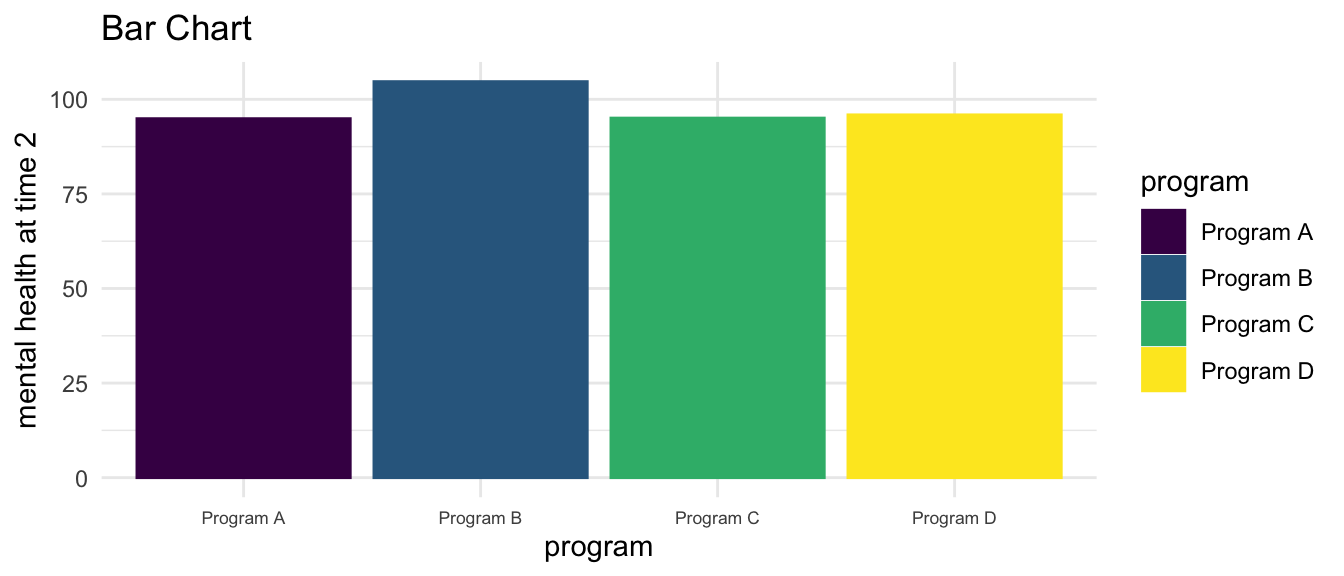 Bar Chart
mental health at time 2
100
75
50
25
0
Program A
Program B
Program C
Program D
program
program
Program A
Program B
Program C
Program D